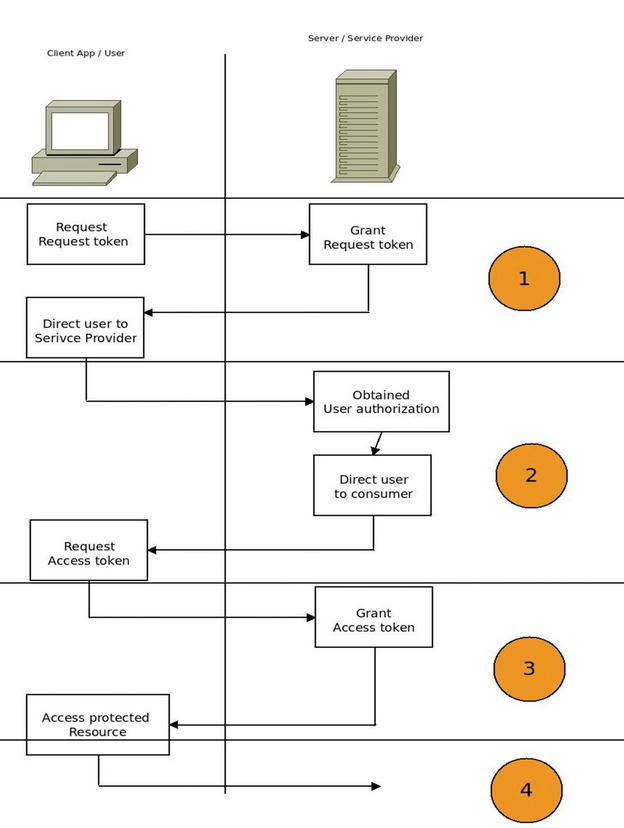 Server / Service Provider
Client App / User
Request
Request token
Grant
Request token
1
Direct user to
Serivce Provider
Obtained
User authorization
2
Direct user
to consumer
Request
Access token
Grant
Access token
3
Access protected
Resource
4